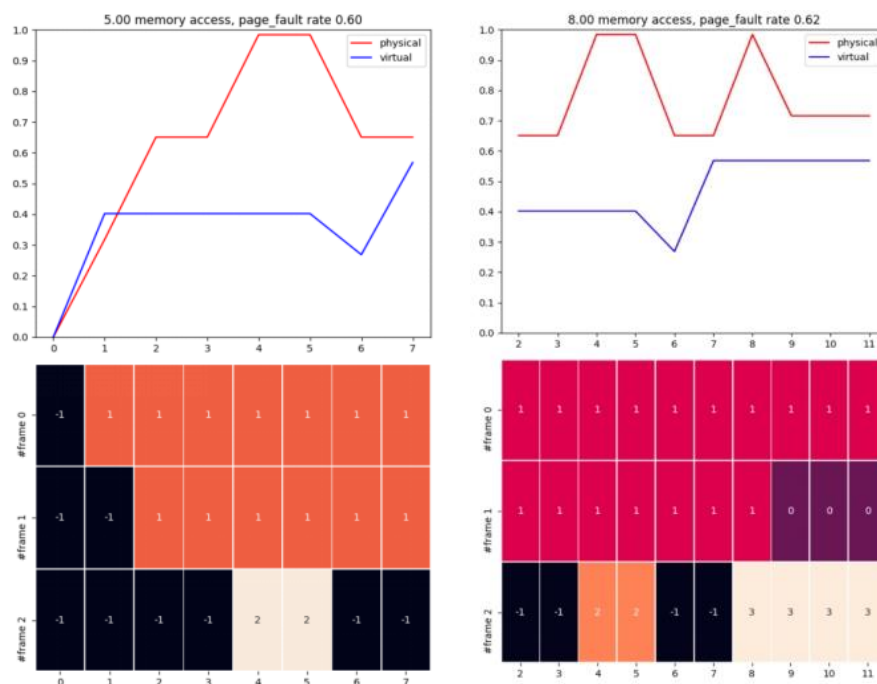 5.00 memory access, page_fault rate 0.60
physical
virtual
1.0
0.9
0.8
0.7
0.6
0.5
0.4
0.3
0.2
0.1
0.0
0 1 2 3 4 5 6 7
#frame 0
-1 1 1 1 1 1 1 1
#frame 1
-1 -1 1 1 1 1 1 1
#frame 2
-1 -1 -1 -1 2 2 -1 -1
0 1 2 3 4 5 6 7
8.00 memory access, page_fault rate 0.62
physical
virtual
1.0
0.9
0.8
0.7
0.6
0.5
0.4
0.3
0.2
0.1
0.0
2 3 4 5 6 7 8 9 10 11
#frame 0
1 1 1 1 1 1 1 1 1 1
#frame 1
1 1 1 1 1 1 1 0 0 0
#frame 2
-1 -1 2 2 -1 -1 3 3 3 3
2 3 4 5 6 7 8 9 10 11